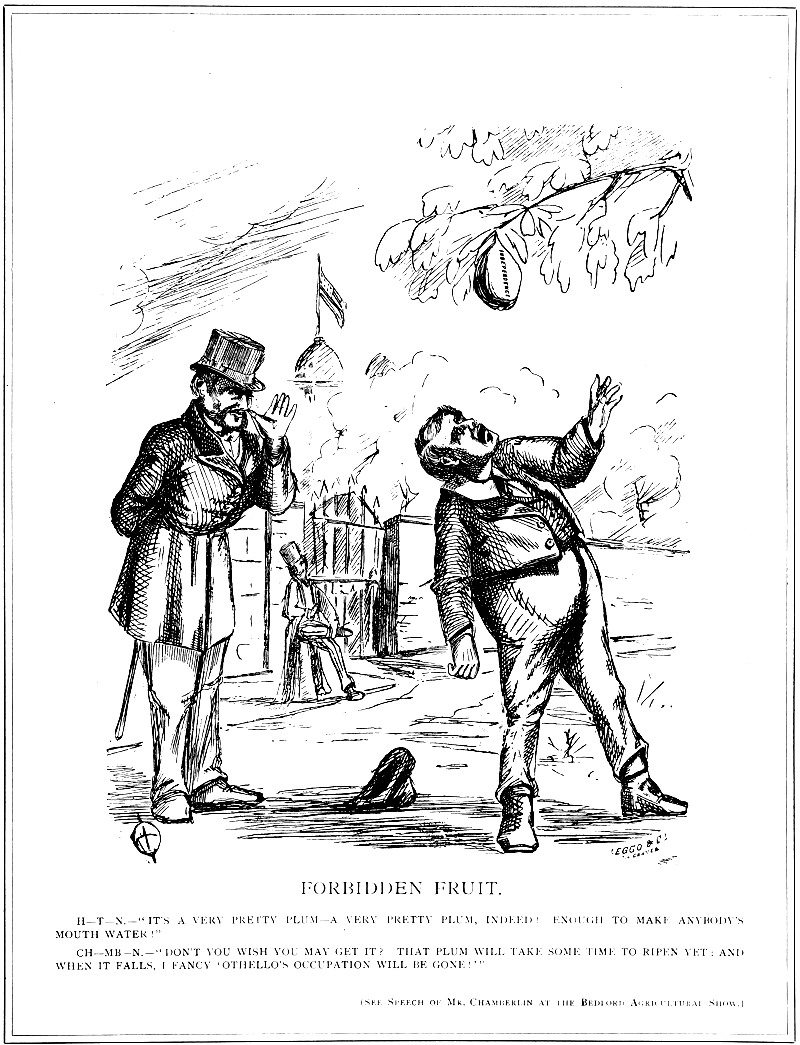 LEGGO & Co
FORBIDDEN FRUIT.
H—T—N.—“IT'S A VERY PRETTY PLUM—A VERY PRETTY PLUM, INDEED! ENOUGH TO MAKE ANYBODY'S
MOUTH WATER!”
CH—MB—N.—“DON'T YOU WISH YOU MAY GET IT? THAT PLUM WILL TAKE SOME TIME TO RIPEN YET: AND
WHEN IT FALLS, I FANCY ‘OTHELLO'S OCCUPATION WILL BE GONE!’”
(SEE SPEECH OF MR. CHAMBERLIN AT THE BEDFORD AGRICULTURAL SHOW.)